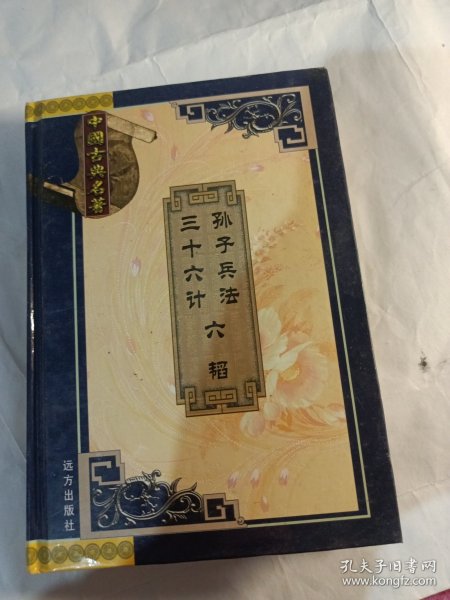 中國古典名著
孙子兵法
三十六计
六韬
远方出版社
孔夫子旧书网
www.kongfz.com